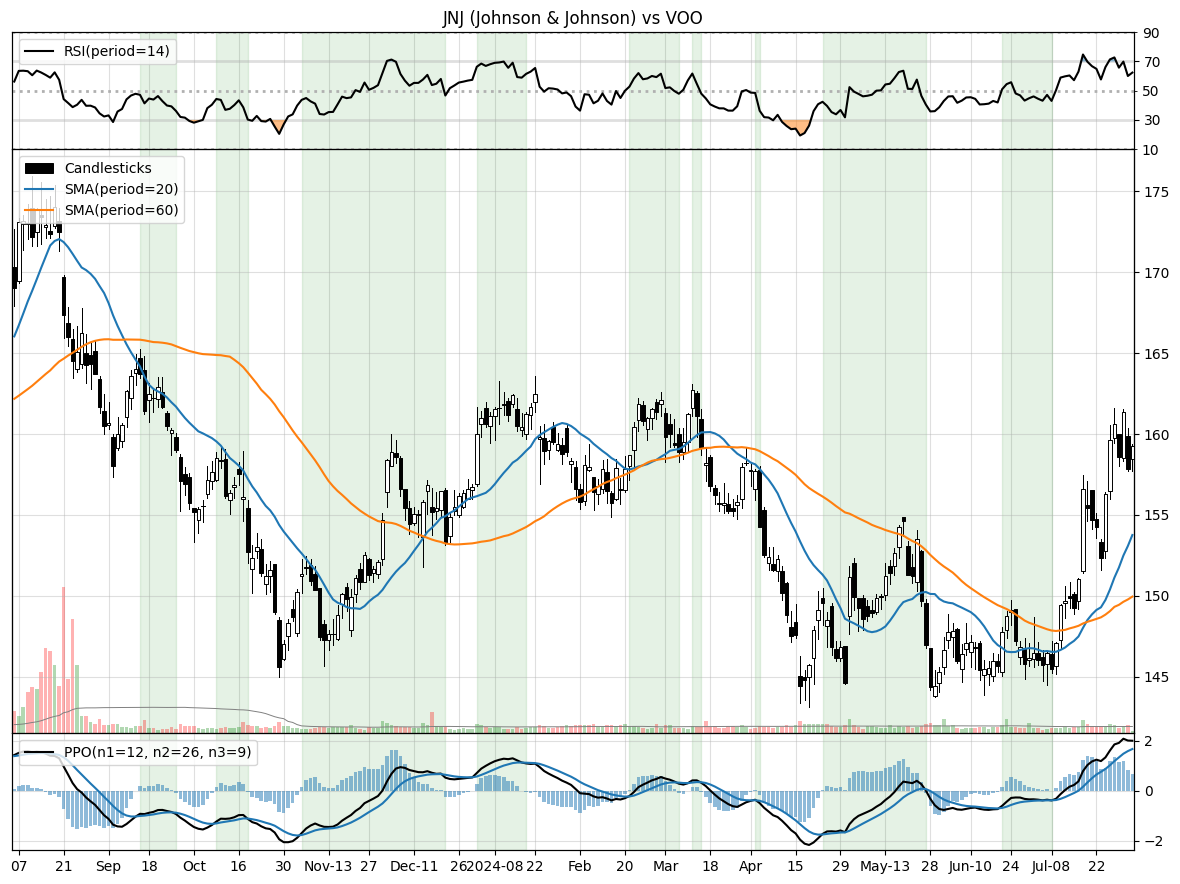 JNJ (Johnson & Johnson) vs VOO
RSI(period=14)
90
70
50
30
10
Candlesticks
SMA(period=20)
SMA(period=60)
175
170
165
160
155
150
145
PPO(n1=12, n2=26, n3=9)
2
0
−2
07 21 Sep 18 Oct 16 30 Nov-13 27 Dec-11 26 2024-08 22 Feb 20 Mar 18 Apr 15 29 May-13 28 Jun-10 24 Jul-08 22